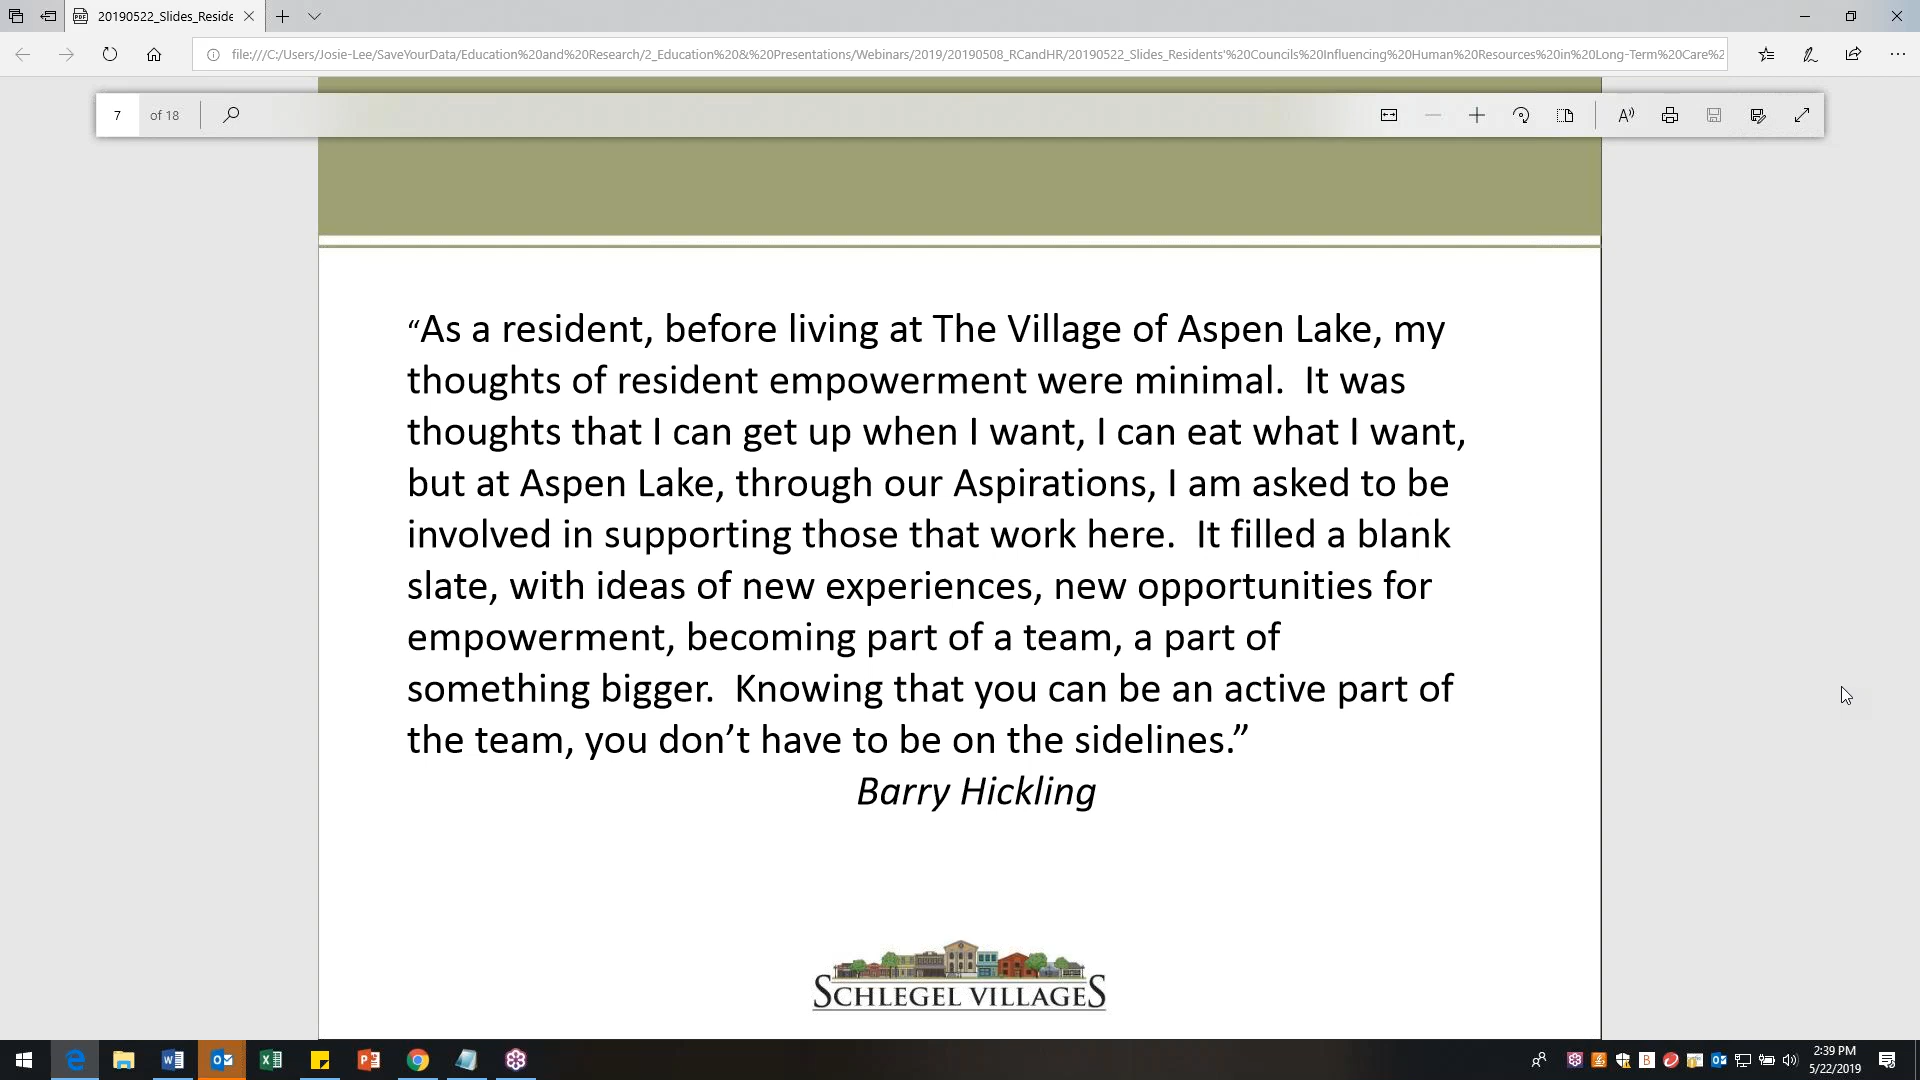 20190522_Slides_Reside
file:///C:/Users/Josie-Lee/SaveYourData/Education%20and%20Research/2_Education%20&%20Presentations/Webinars/2019/20190508_RCandHR/20190522_Slides_Residents'%20Councils%20Influencing%20Human%20Resources%20in%20Long-Term%20Care%2
7 of 18
“As a resident, before living at The Village of Aspen Lake, my
thoughts of resident empowerment were minimal.  It was
thoughts that I can get up when I want, I can eat what I want,
but at Aspen Lake, through our Aspirations, I am asked to be
involved in supporting those that work here.  It filled a blank
slate, with ideas of new experiences, new opportunities for
empowerment, becoming part of a team, a part of
something bigger.  Knowing that you can be an active part of
the team, you don’t have to be on the sidelines.”
Barry Hickling
SCHLEGEL VILLAGES
2:39 PM
5/22/2019